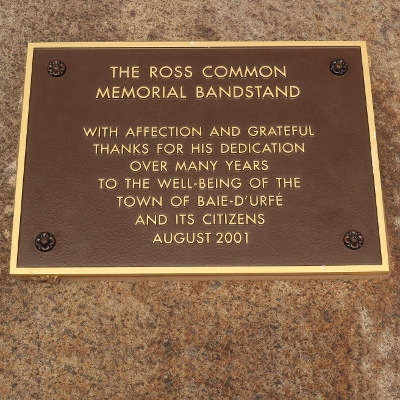 THE ROSS COMMON
MEMORIAL BANDSTAND
WITH AFFECTION AND GRATEFUL
THANKS FOR HIS DEDICATION
OVER MANY YEARS
TO THE WELL-BEING OF THE
TOWN OF BAIE-D'URFÉ
AND ITS CITIZENS
AUGUST 2001